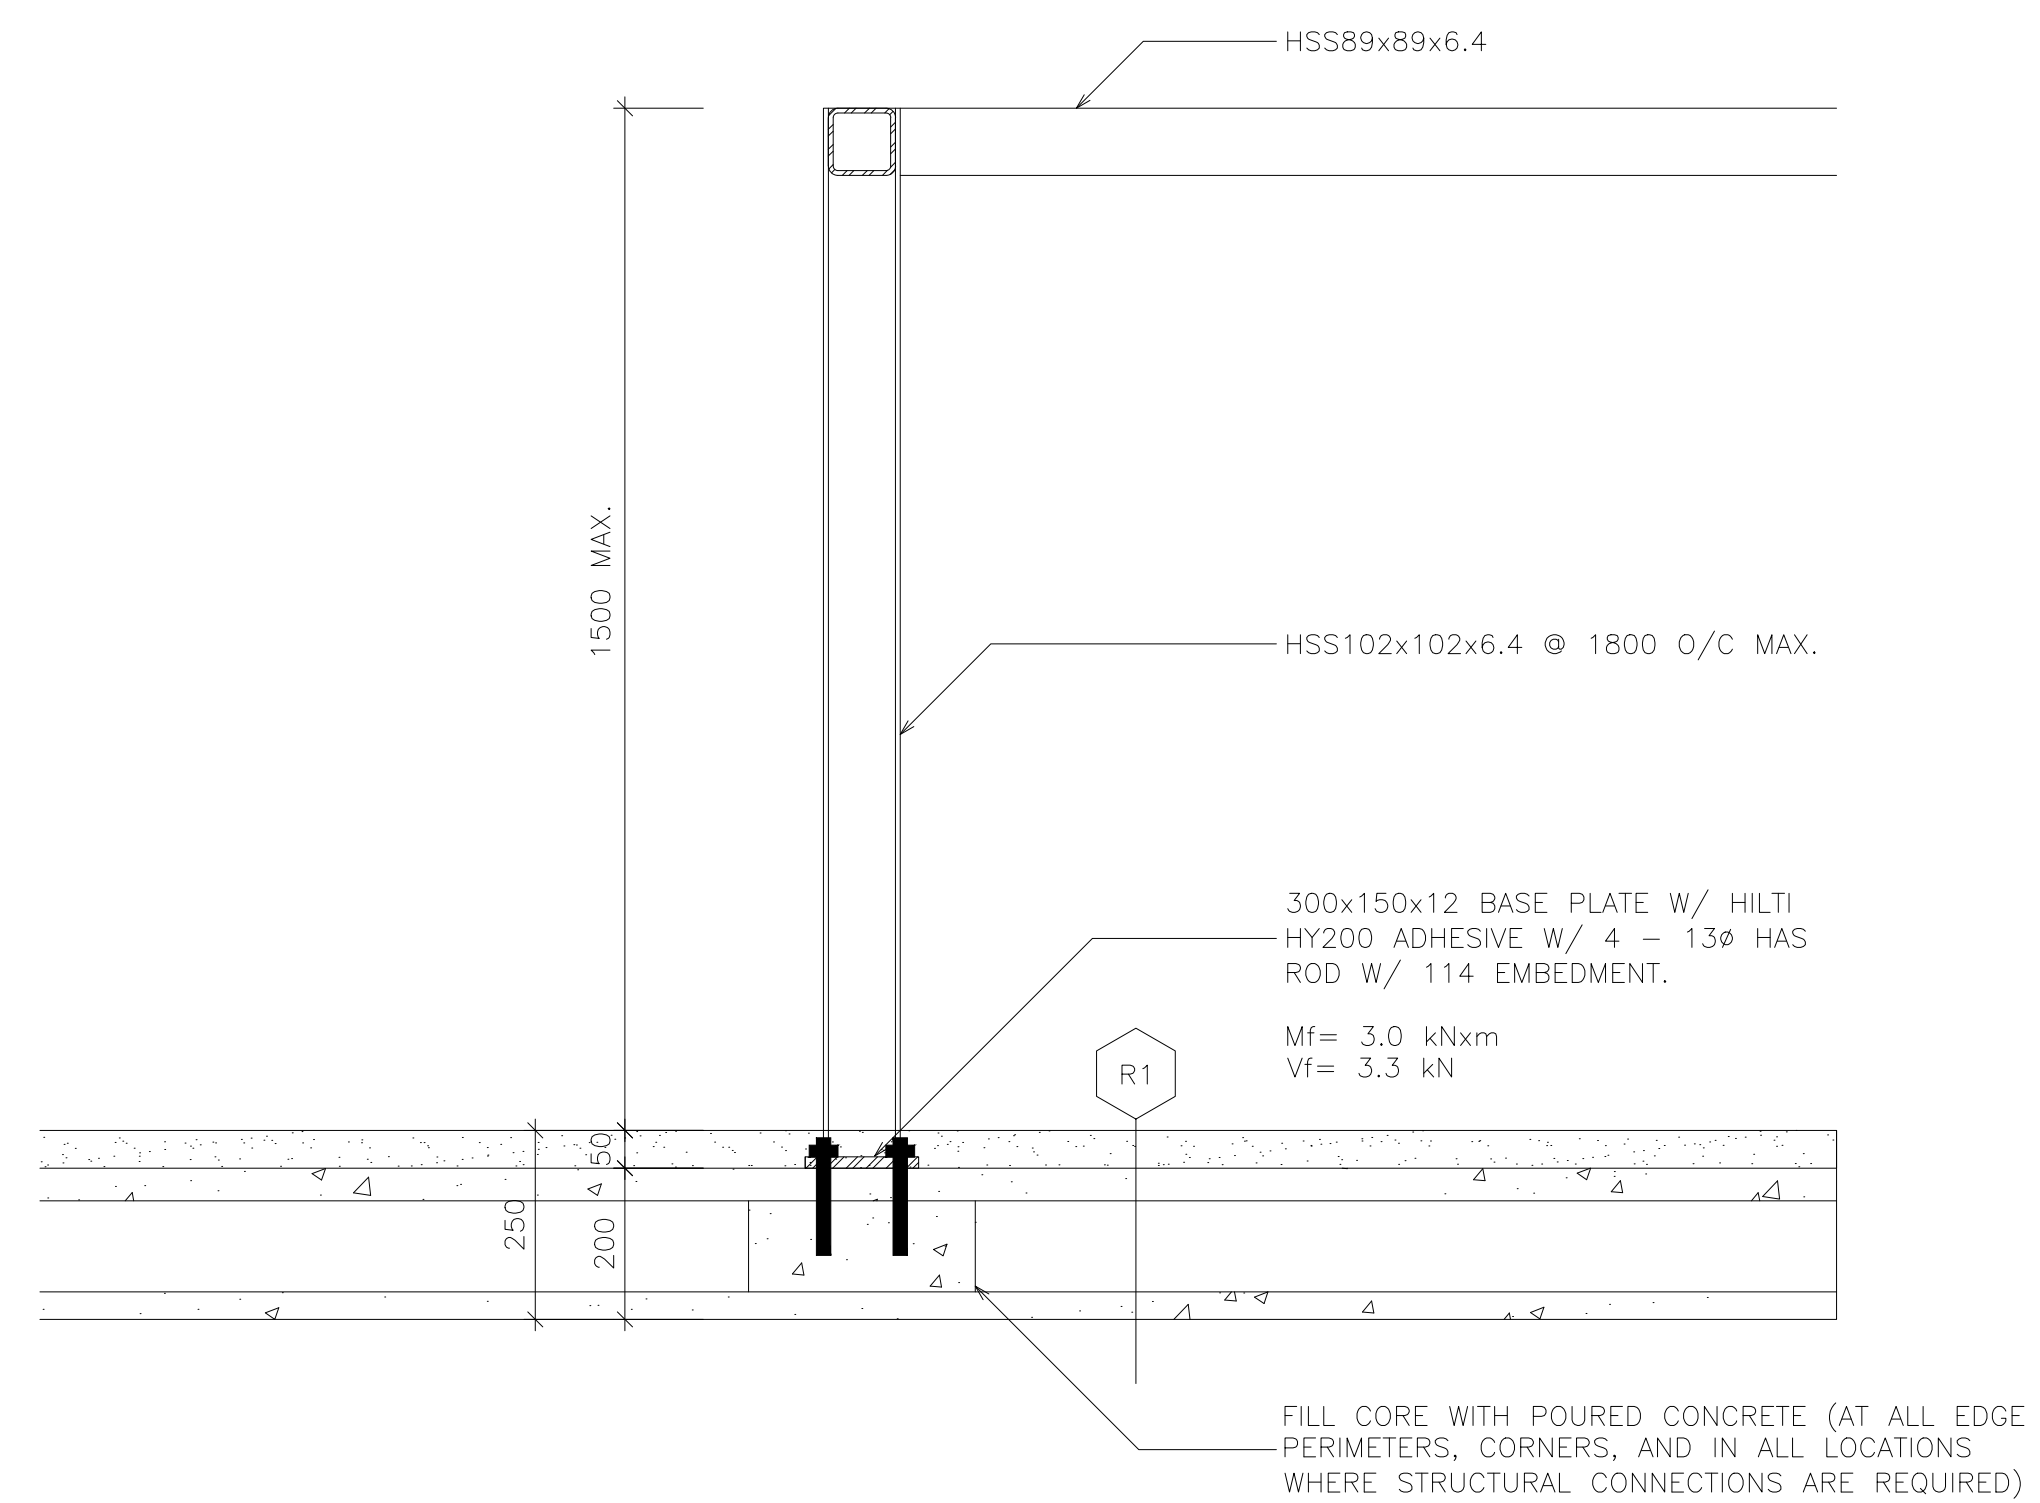 HSS89x89x6.4
1500 MAX.
HSS102x102x6.4 @ 1800 O/C MAX.
300x150x12 BASE PLATE W/ HILTI
HY200 ADHESIVE W/ 4 – 13ø HAS
ROD W/ 114 EMBEDMENT.
Mf= 3.0 kNxm
Vf= 3.3 kN
R1
50
250
200
FILL CORE WITH POURED CONCRETE (AT ALL EDGE
PERIMETERS, CORNERS, AND IN ALL LOCATIONS
WHERE STRUCTURAL CONNECTIONS ARE REQUIRED)